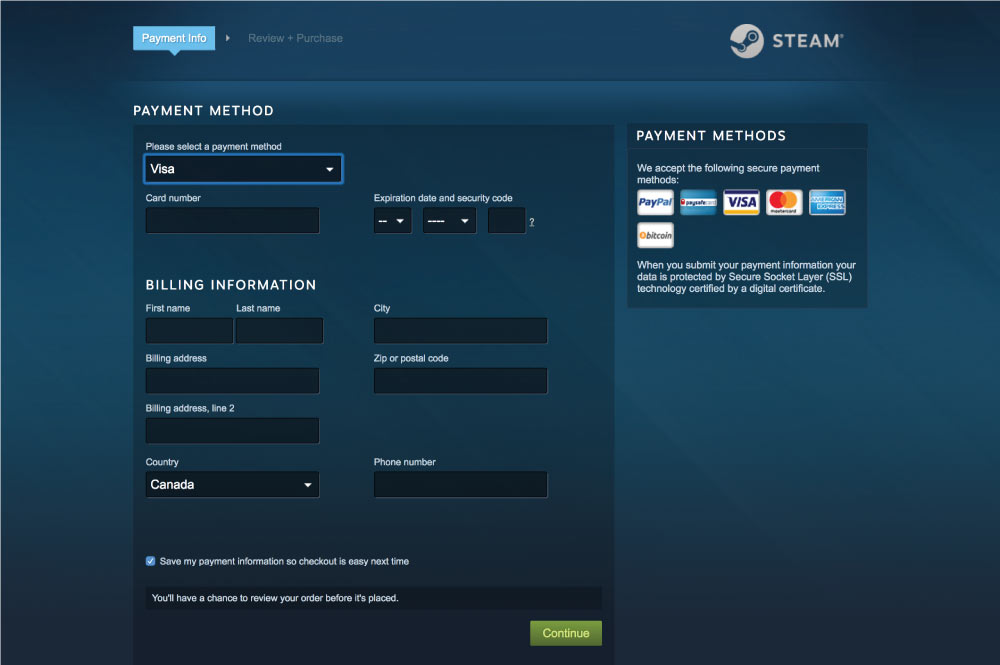 Payment Info
Review + Purchase
STEAM®
PAYMENT METHOD
Please select a payment method
Visa
Card number
Expiration date and security code
--
----
?
BILLING INFORMATION
First name
Last name
City
Billing address
Zip or postal code
Billing address, line 2
Country
Phone number
Canada
Save my payment information so checkout is easy next time
You'll have a chance to review your order before it's placed.
Continue
PAYMENT METHODS
We accept the following secure payment
methods:
PayPal
paysafecard
VISA
mastercard
AMERICAN
EXPRESS
bitcoin
When you submit your payment information your
data is protected by Secure Socket Layer (SSL)
technology certified by a digital certificate.